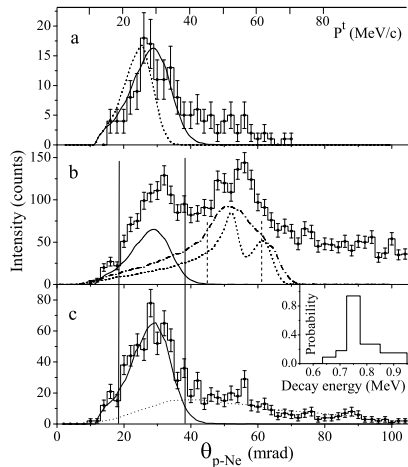 0 20 40 60 80
P^t (MeV/c)
20
15
10
5
0
a
Intensity (counts)
150
100
50
0
b
80
60
40
20
0
c
Probability
0.8
0.4
0.0
0.6 0.7 0.8 0.9
Decay energy (MeV)
0 20 40 60 80 100
θp-Ne (mrad)